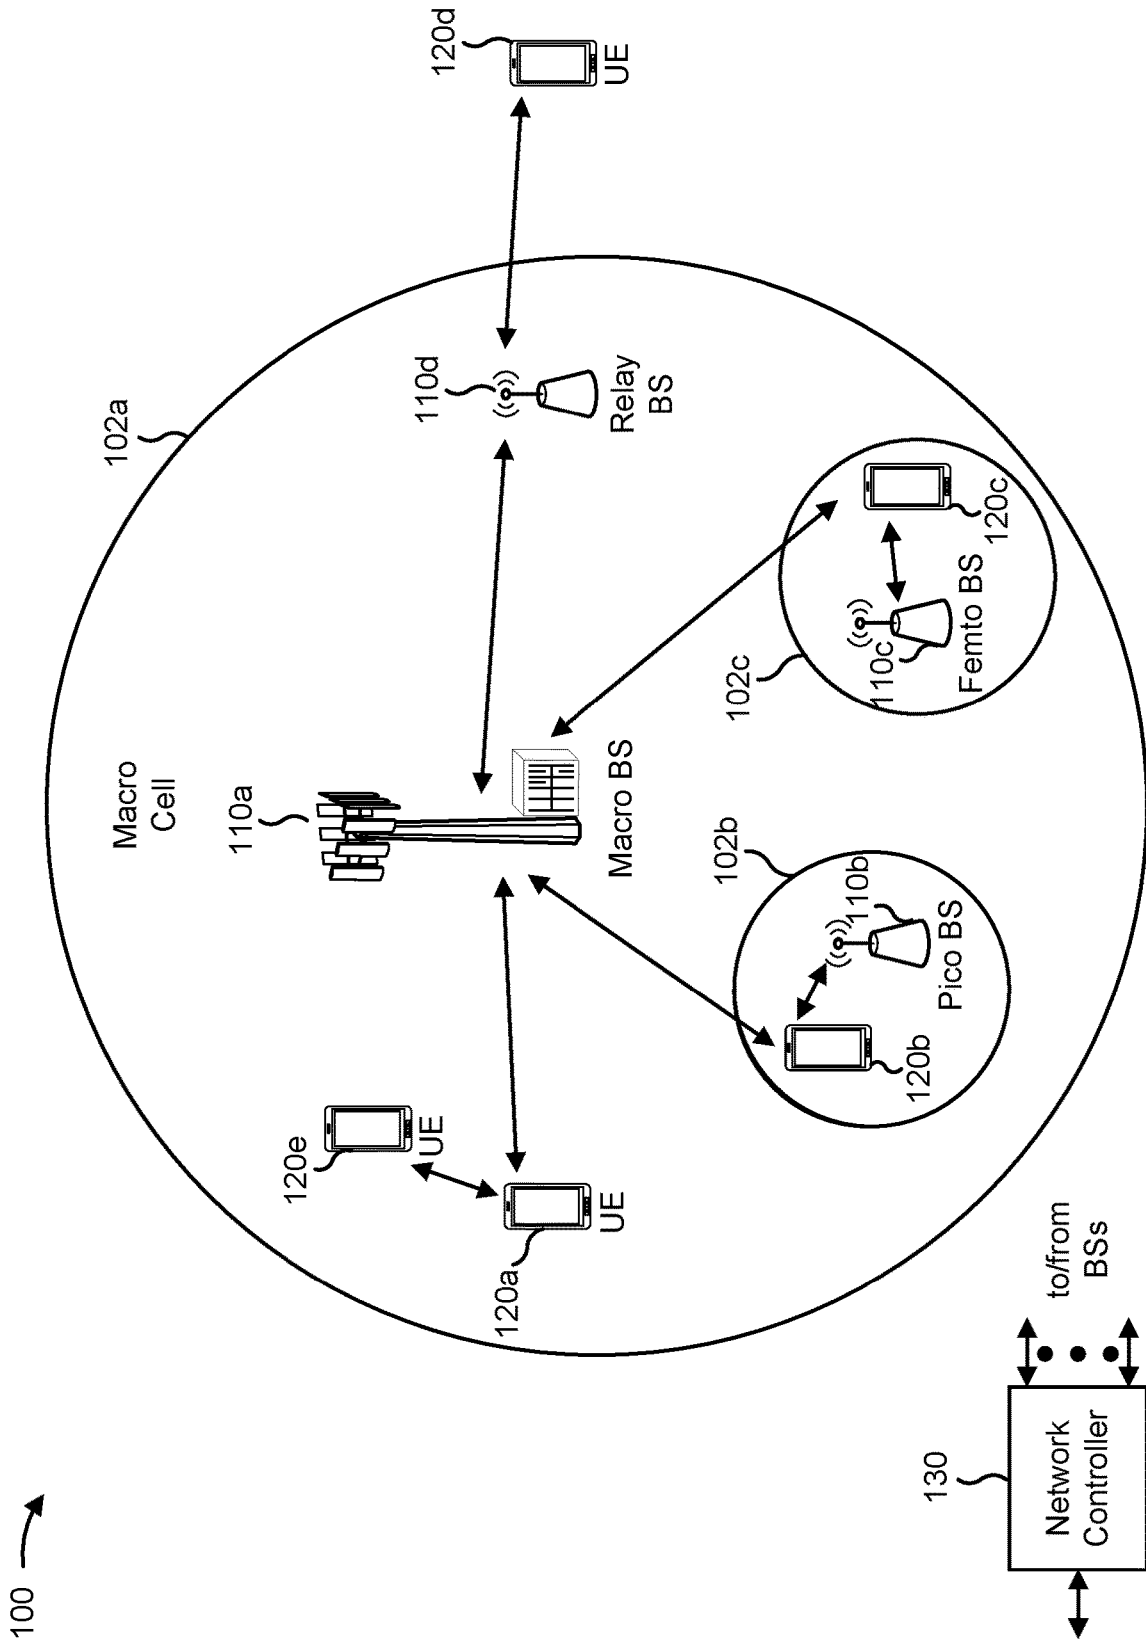 100
102a
Macro
Cell
110a
120d
UE
110d
Relay
BS
120e
UE
120a
UE
Macro BS
102b
110b
Pico BS
120b
102c
110c
Femto BS
120c
130
Network
Controller
to/from
BSs